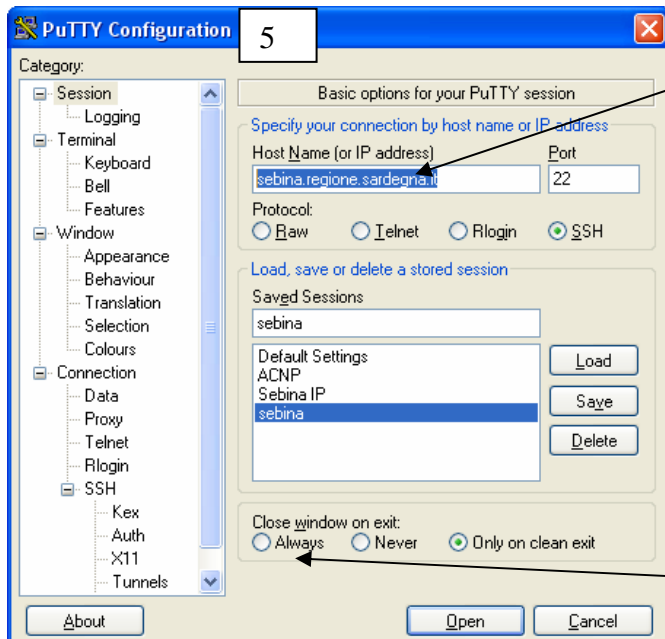 PuTTY Configuration
5
Category:
Session
Logging
Terminal
Keyboard
Bell
Features
Window
Appearance
Behaviour
Translation
Selection
Colours
Connection
Data
Proxy
Telnet
Rlogin
SSH
Kex
Auth
X11
Tunnels
Basic options for your PuTTY session
Specify your connection by host name or IP address
Host Name (or IP address) Port
sebina.regione.sardegna.it 22
Protocol:
Raw Telnet Rlogin SSH
Load, save or delete a stored session
Saved Sessions
sebina
Default Settings
ACNP
Sebina IP
sebina
Load
Save
Delete
Close window on exit:
Always Never Only on clean exit
About Open Cancel